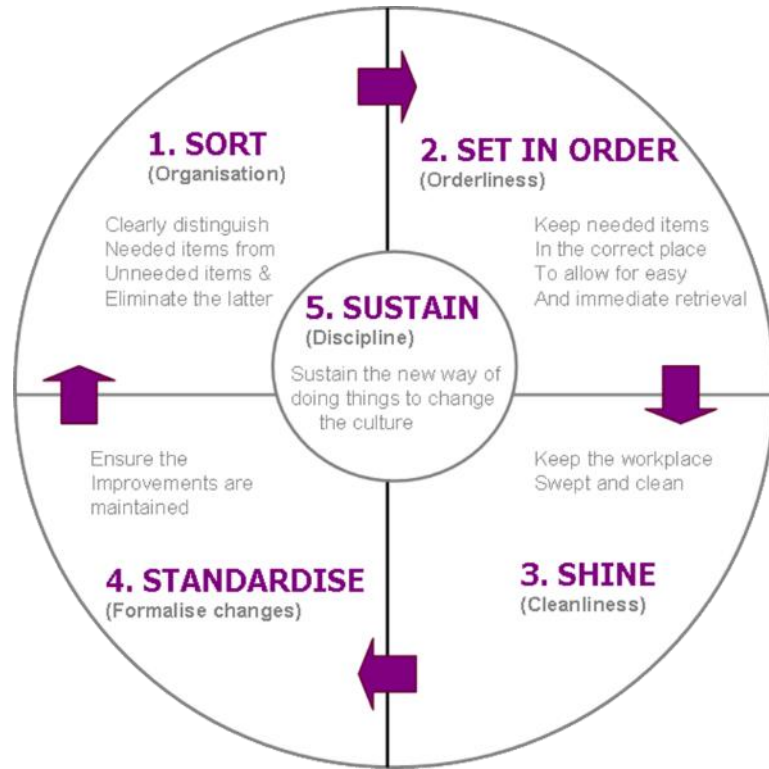 1. SORT
(Organisation)
Clearly distinguish
Needed items from
Unneeded items &
Eliminate the latter
2. SET IN ORDER
(Orderliness)
Keep needed items
In the correct place
To allow for easy
And immediate retrieval
5. SUSTAIN
(Discipline)
Sustain the new way of
doing things to change
the culture
Keep the workplace
Swept and clean
3. SHINE
(Cleanliness)
Ensure the
Improvements are
maintained
4. STANDARDISE
(Formalise changes)